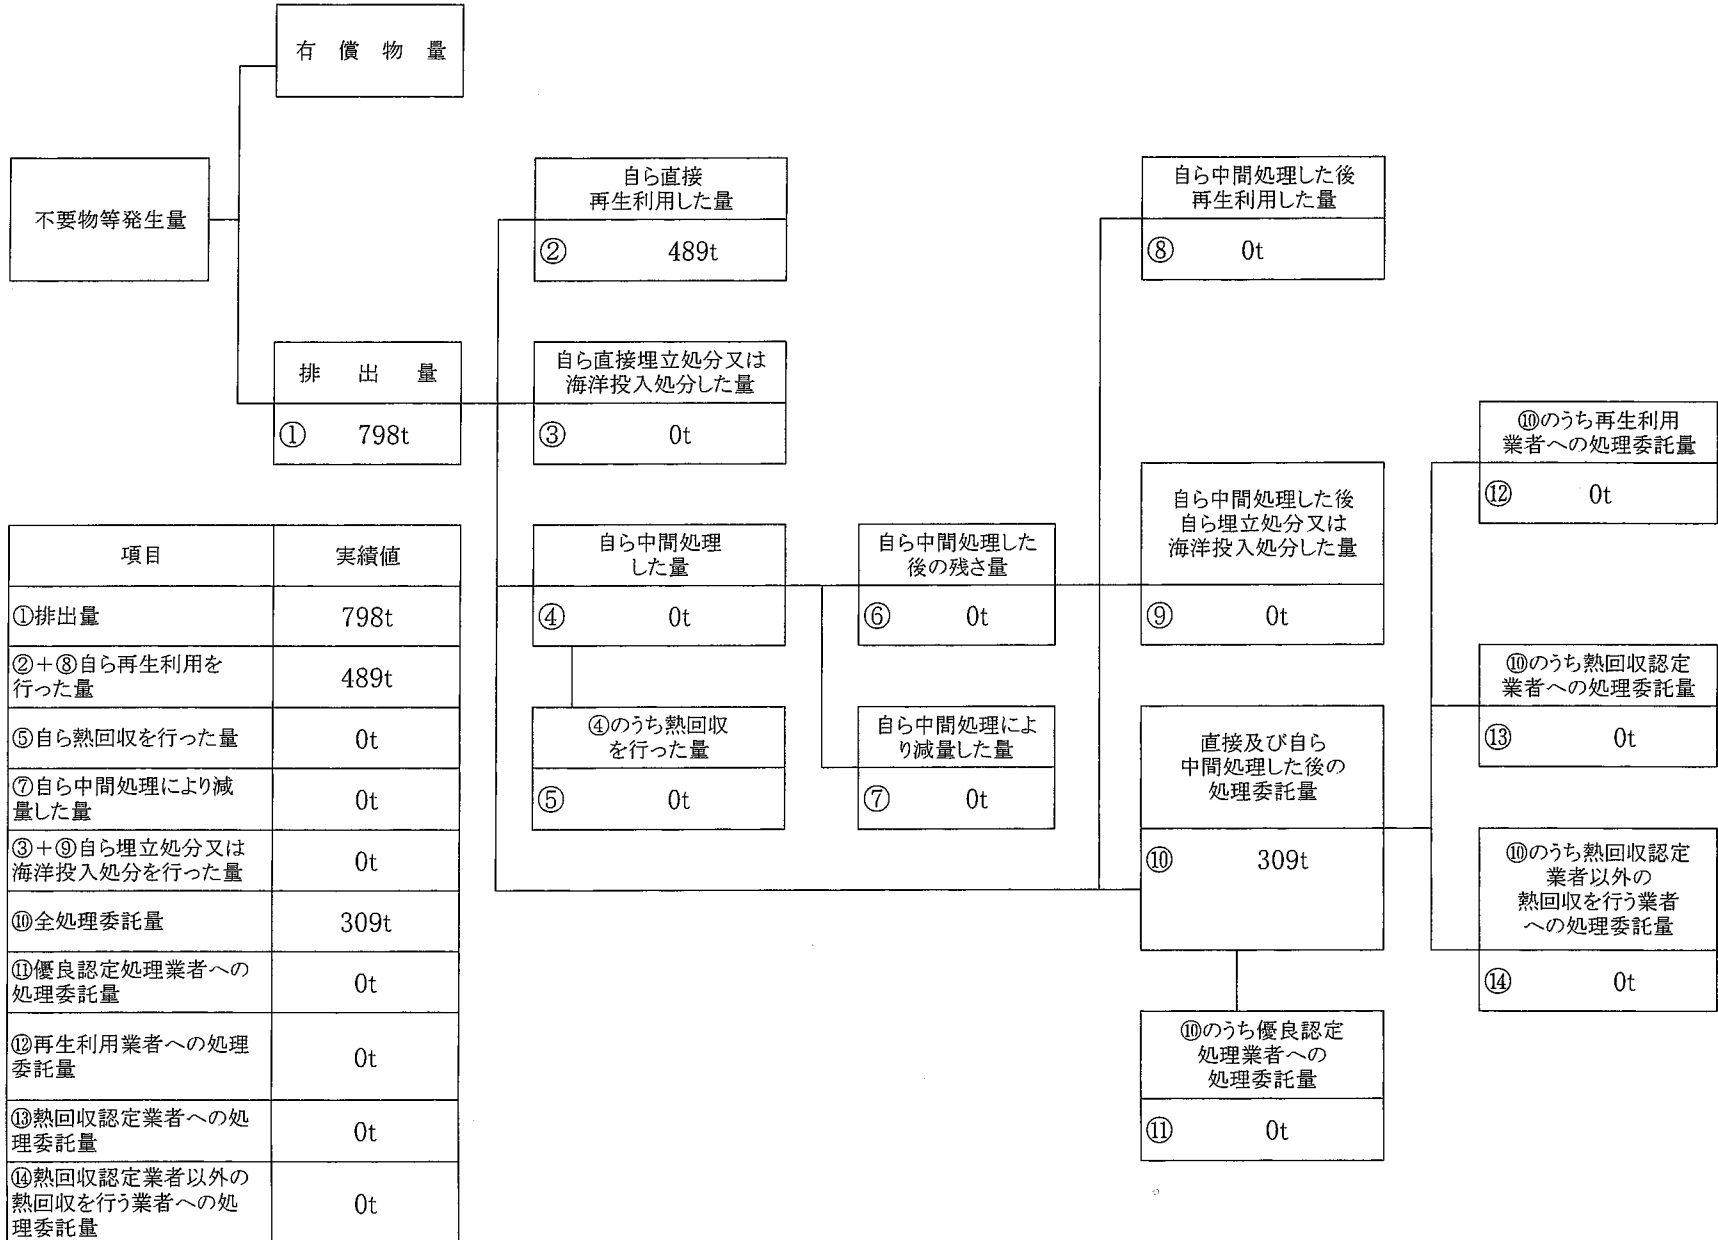 有 償 物 量
不要物等発生量
排 出 量
① 798t
自ら直接
再生利用した量
② 489t
自ら直接埋立処分又は
海洋投入処分した量
③ 0t
自ら中間処理
した量
④ 0t
④のうち熱回収
を行った量
⑤ 0t
自ら中間処理した
後の残さ量
⑥ 0t
自ら中間処理によ
り減量した量
⑦ 0t
自ら中間処理した後
再生利用した量
⑧ 0t
自ら中間処理した後
自ら埋立処分又は
海洋投入処分した量
⑨ 0t
直接及び自ら
中間処理した後の
処理委託量
⑩ 309t
⑩のうち優良認定
処理業者への
処理委託量
⑪ 0t
⑩のうち再生利用
業者への処理委託量
⑫ 0t
⑩のうち熱回収認定
業者への処理委託量
⑬ 0t
⑩のうち熱回収認定
業者以外の
熱回収を行う業者
への処理委託量
⑭ 0t
項目 実績値
①排出量 798t
②+⑧自ら再生利用を
行った量 489t
⑤自ら熱回収を行った量 0t
⑦自ら中間処理により減
量した量 0t
③+⑨自ら埋立処分又は
海洋投入処分を行った量 0t
⑩全処理委託量 309t
⑪優良認定処理業者への
処理委託量 0t
⑫再生利用業者への処理
委託量 0t
⑬熱回収認定業者への処
理委託量 0t
⑭熱回収認定業者以外の
熱回収を行う業者への処
理委託量 0t